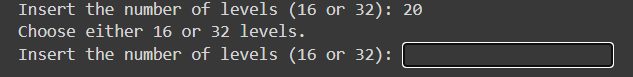 Insert the number of levels (16 or 32): 20
Choose either 16 or 32 levels.
Insert the number of levels (16 or 32):